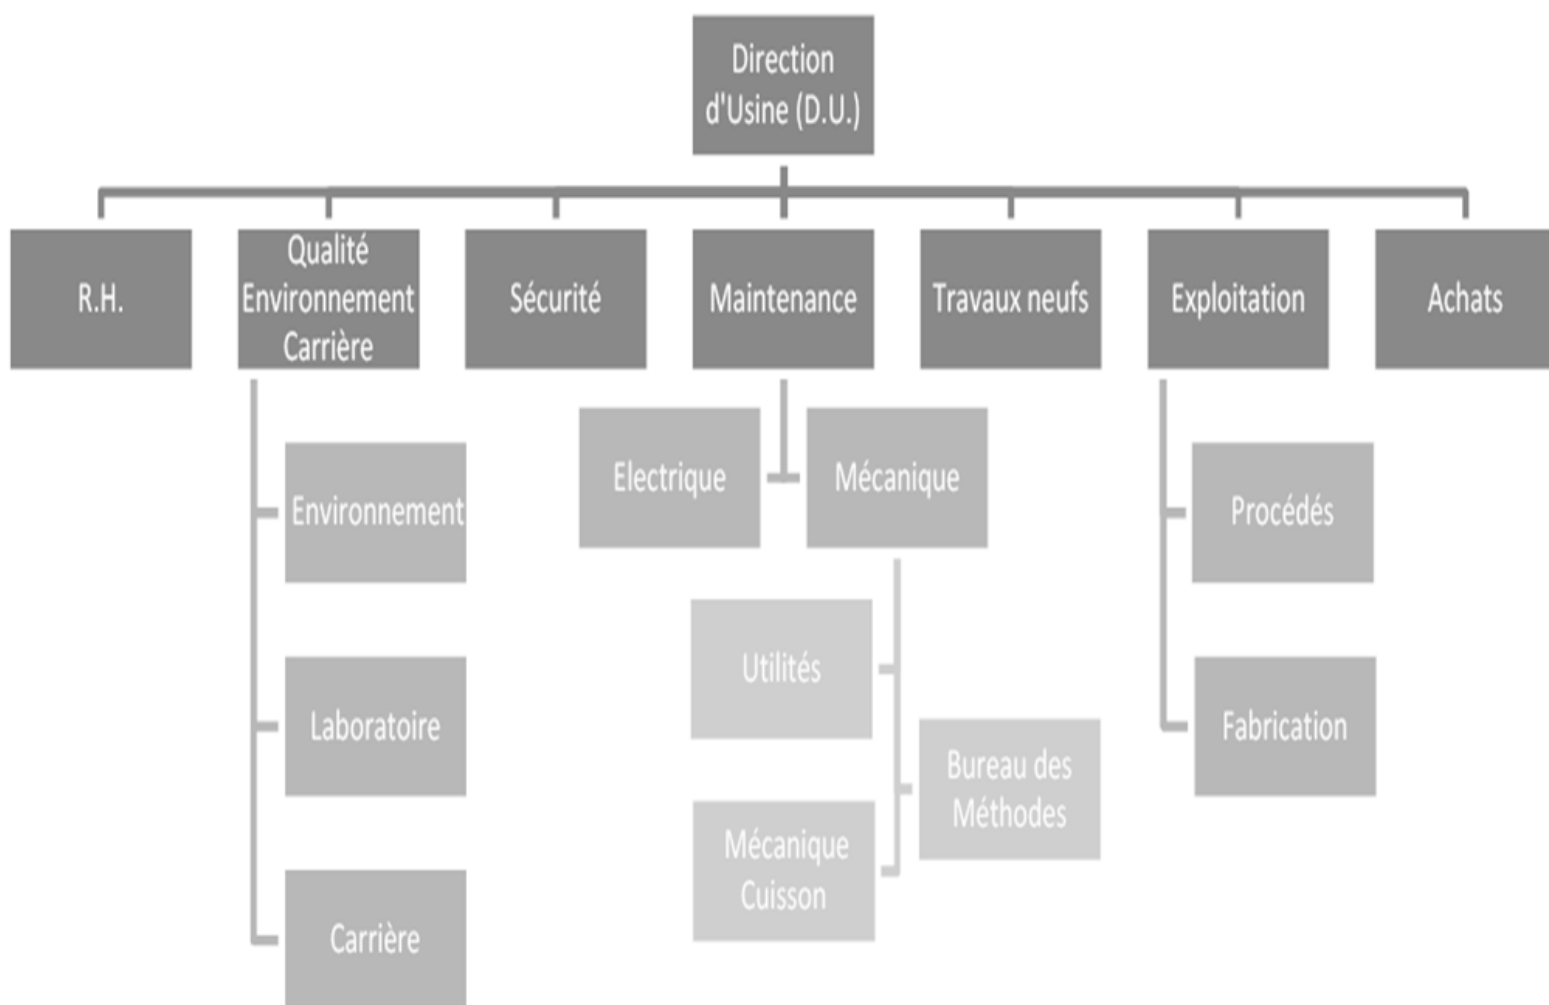 Direction
d'Usine (D.U.)
R.H.
Qualité
Environnement
Carrière
Sécurité
Maintenance
Travaux neufs
Exploitation
Achats
Electrique
Mécanique
Environnement
Procédés
Utilités
Laboratoire
Fabrication
Bureau des
Méthodes
Mécanique
Cuisson
Carrière